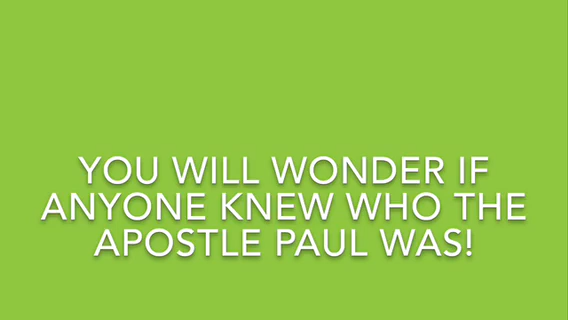 YOU WILL WONDER IF
ANYONE KNEW WHO THE
APOSTLE PAUL WAS!